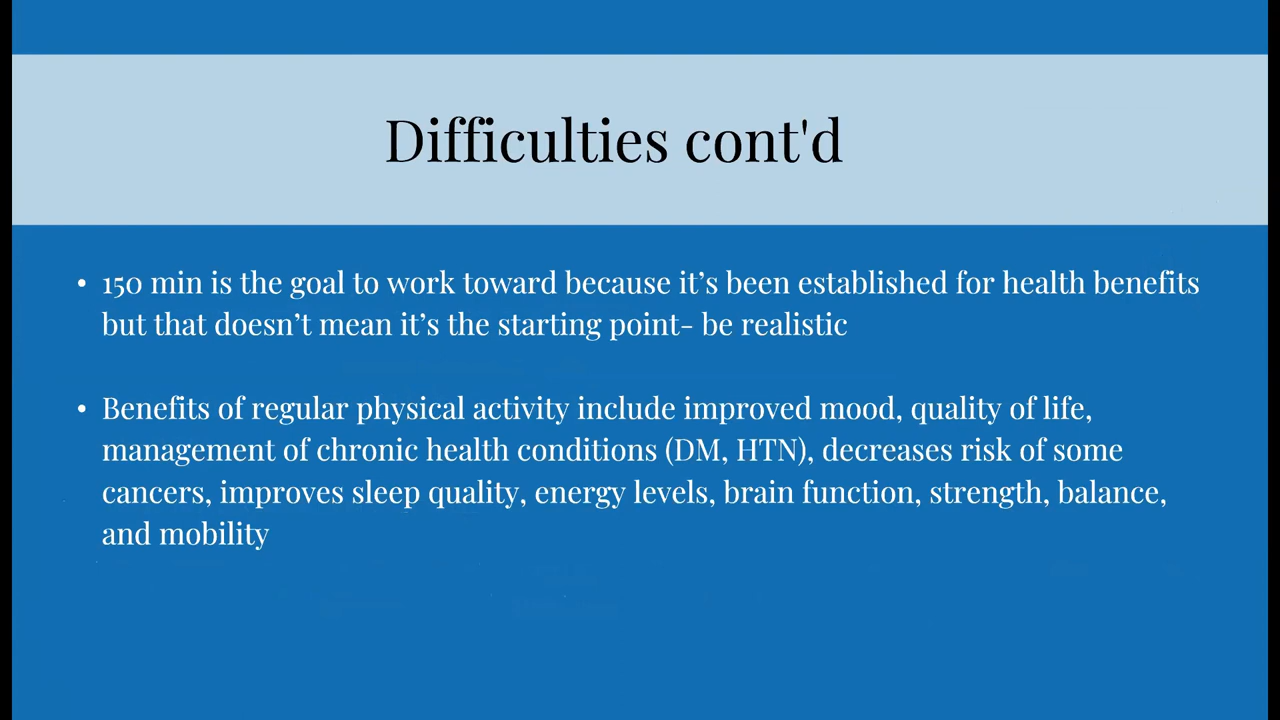 Difficulties cont'd
• 150 min is the goal to work toward because it’s been established for health benefits
but that doesn’t mean it’s the starting point- be realistic
• Benefits of regular physical activity include improved mood, quality of life,
management of chronic health conditions (DM, HTN), decreases risk of some
cancers, improves sleep quality, energy levels, brain function, strength, balance,
and mobility